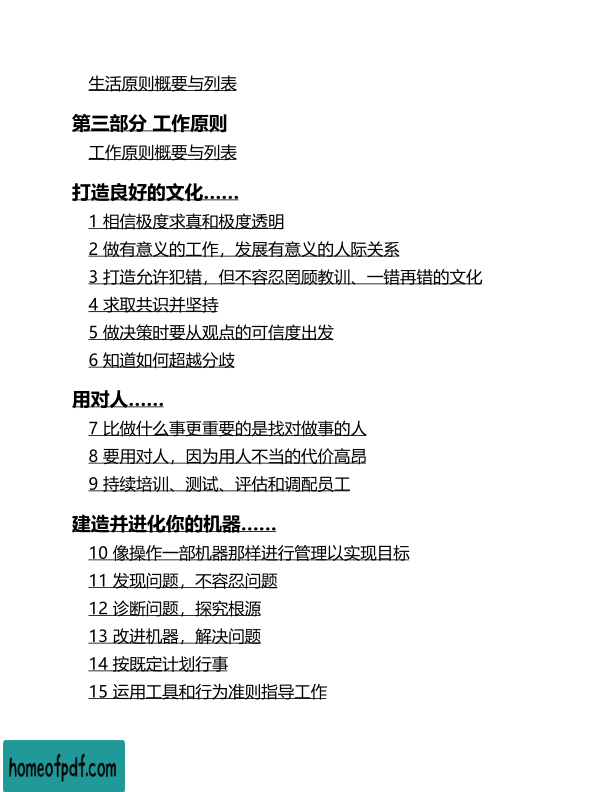 生活原则概要与列表
第三部分 工作原则
工作原则概要与列表
打造良好的文化……
1 相信极度求真和极度透明
2 做有意义的工作，发展有意义的人际关系
3 打造允许犯错，但不容忍罔顾教训、一错再错的文化
4 求取共识并坚持
5 做决策时要从观点的可信度出发
6 知道如何超越分歧
用对人……
7 比做什么事更重要的是找对做事的人
8 要用对人，因为用人不当的代价高昂
9 持续培训、测试、评估和调配员工
建造并进化你的机器……
10 像操作一部机器那样进行管理以实现目标
11 发现问题，不容忍问题
12 诊断问题，探究根源
13 改进机器，解决问题
14 按既定计划行事
15 运用工具和行为准则指导工作
homeofpdf.com